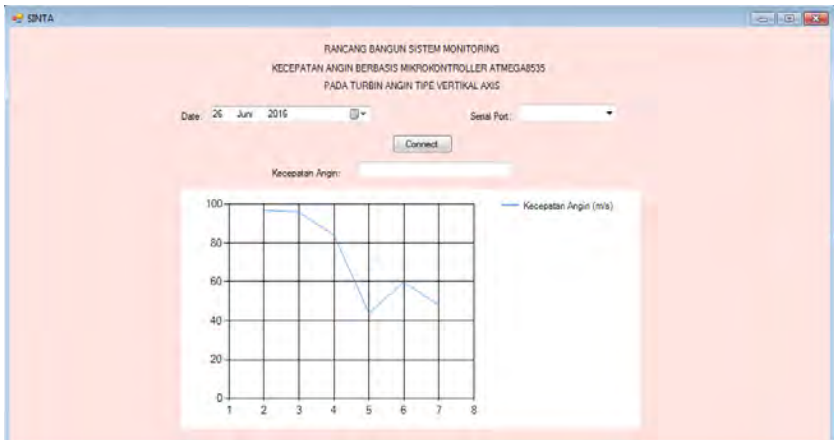 SINTA
RANCANG BANGUN SISTEM MONITORING
KECEPATAN ANGIN BERBASIS MIKROKONTROLLER ATMEGA8535
PADA TURBIN ANGIN TIPE VERTIKAL AXIS
Date: 26 Juni 2016 Serial Port:
Connect
Kecepatan Angin:
Kecepatan Angin (m/s)
100
80
60
40
20
0
1 2 3 4 5 6 7 8